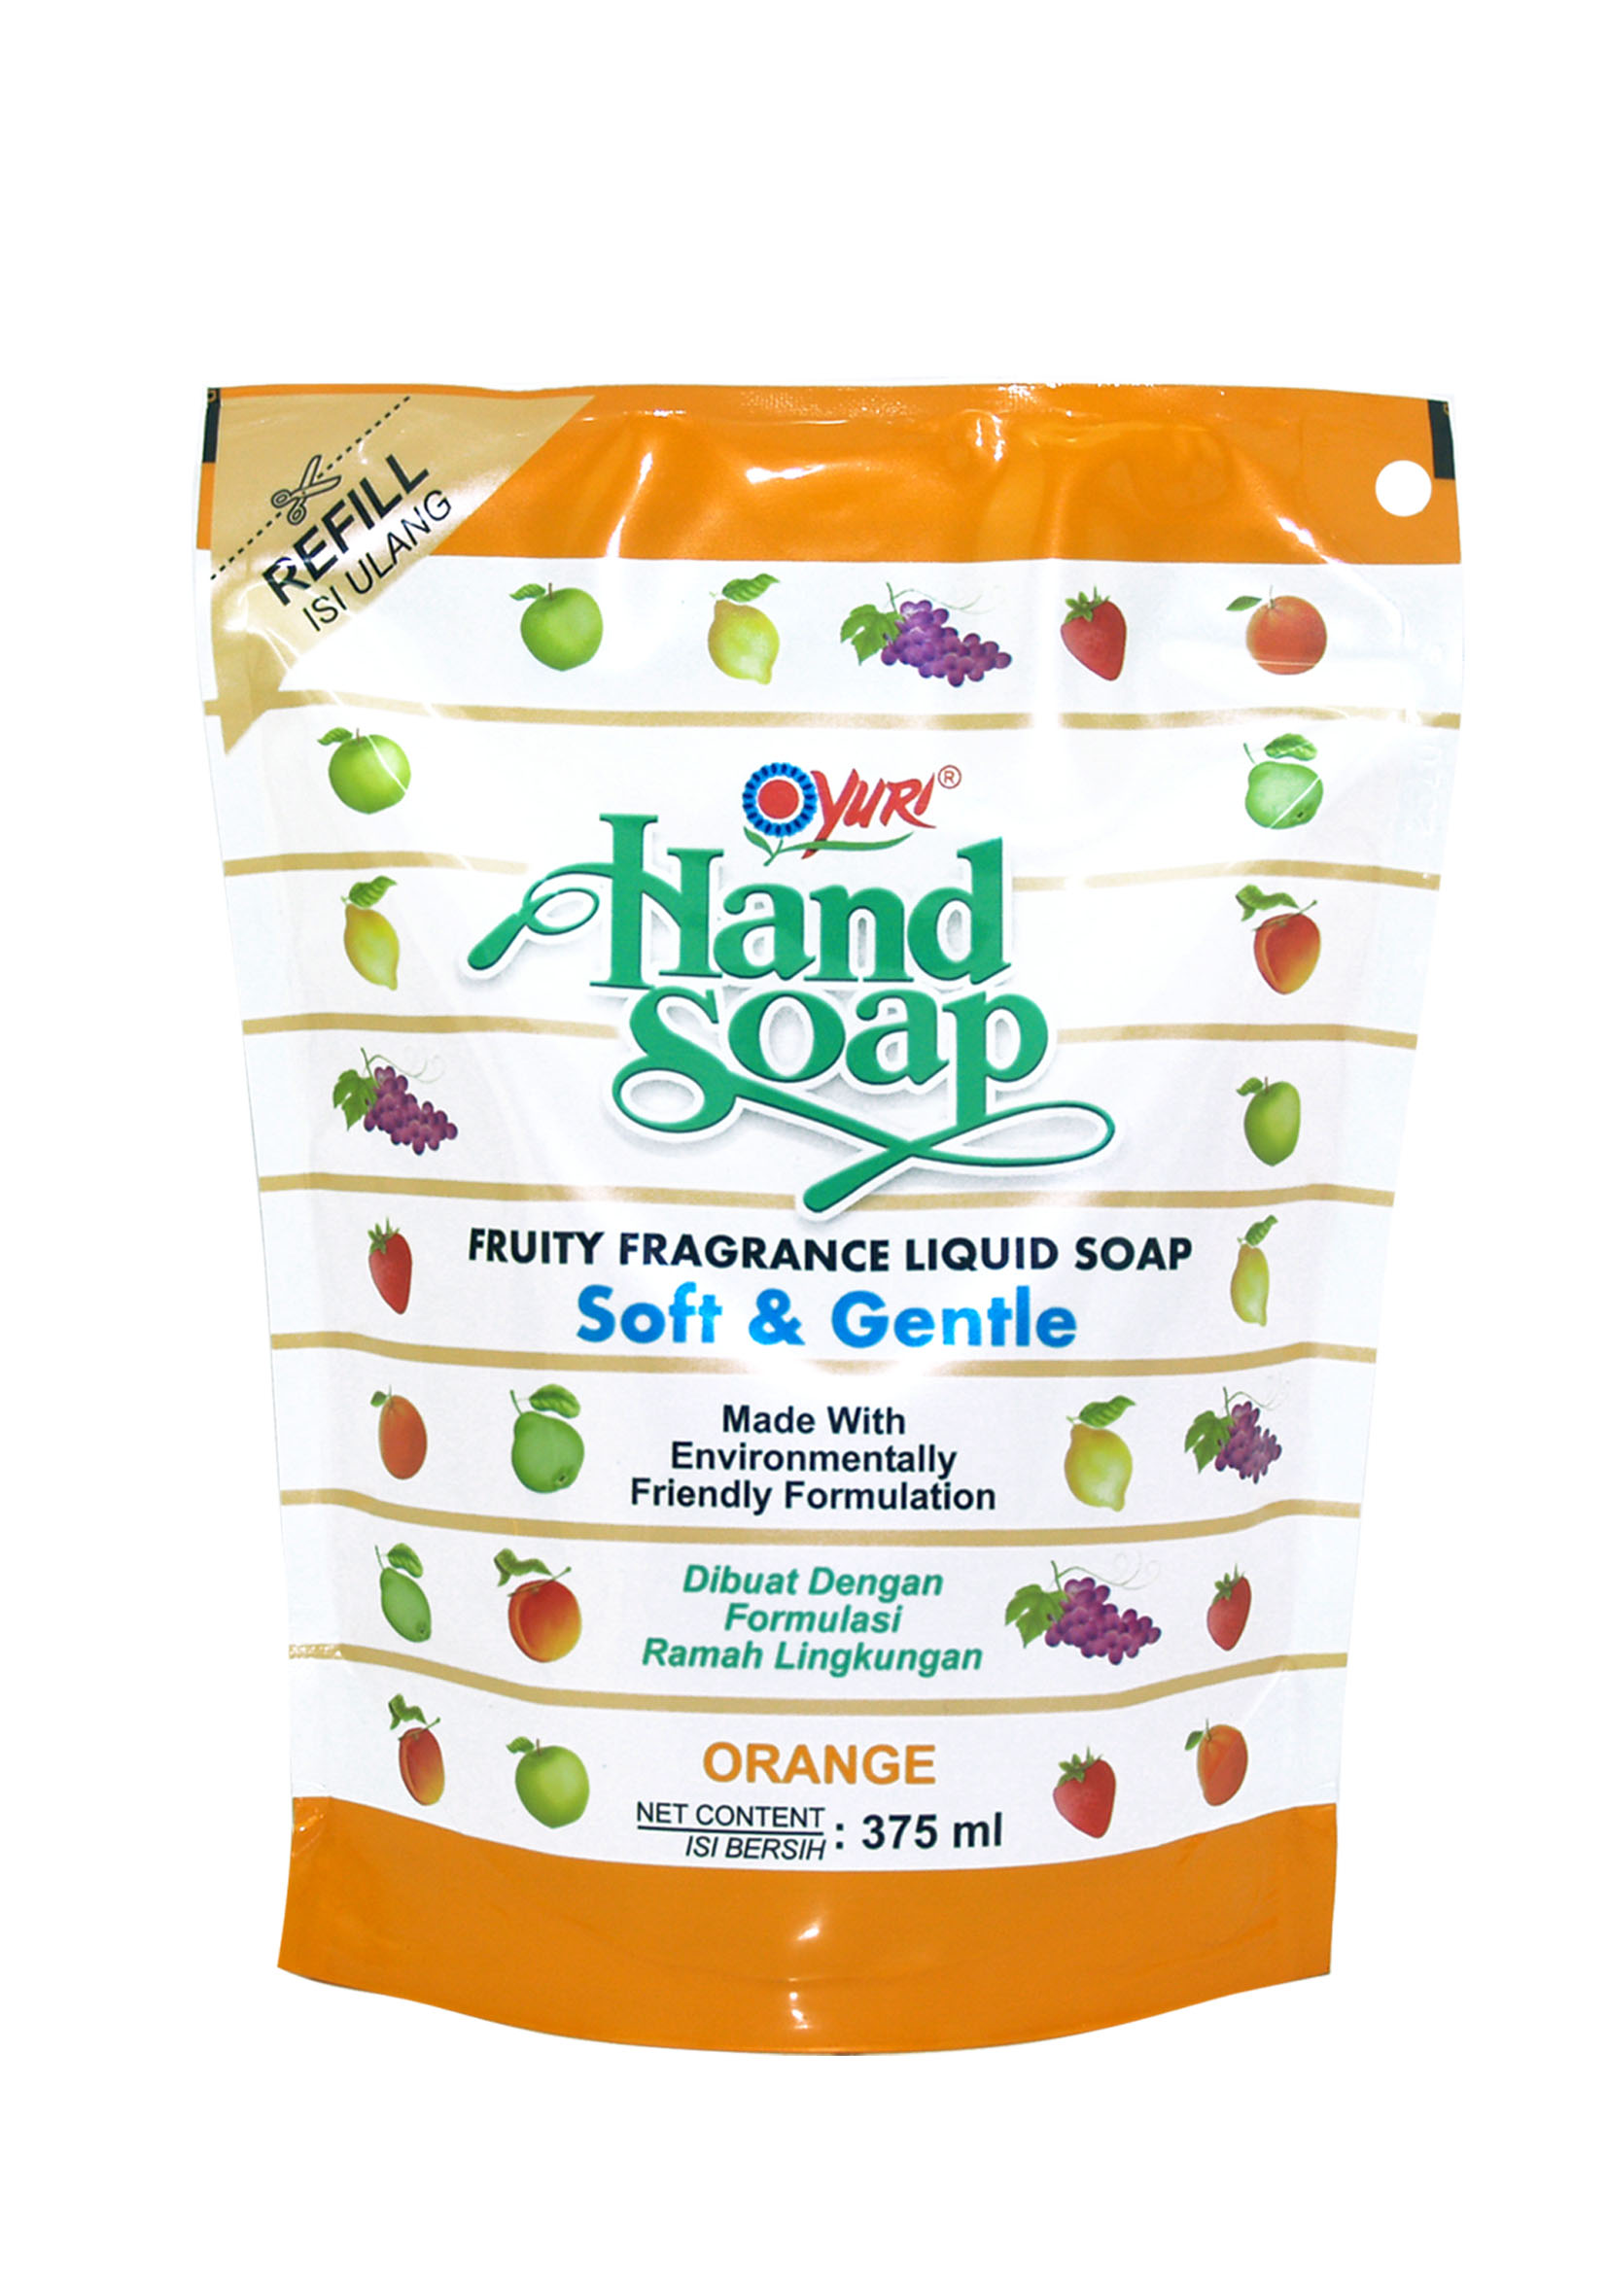 REFILL
ISI ULANG
YURI®
Hand
Soap
FRUITY FRAGRANCE LIQUID SOAP
Soft & Gentle
Made With
Environmentally
Friendly Formulation
Dibuat Dengan
Formulasi
Ramah Lingkungan
ORANGE
NET CONTENT
ISI BERSIH : 375 ml